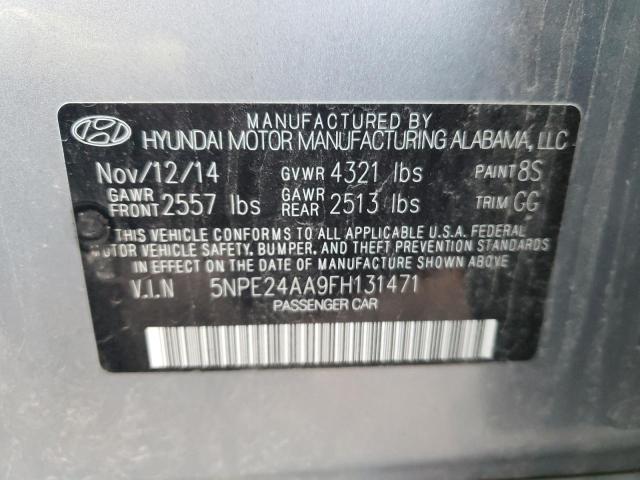 MANUFACTURED BY
HYUNDAI MOTOR MANUFACTURING ALABAMA, LLC
Nov/12/14 GVWR 4321 lbs PAINT 8S
GAWR FRONT 2557 lbs GAWR REAR 2513 lbs TRIM GG
THIS VEHICLE CONFORMS TO ALL APPLICABLE U.S.A. FEDERAL
MOTOR VEHICLE SAFETY, BUMPER, AND THEFT PREVENTION STANDARDS
IN EFFECT ON THE DATE OF MANUFACTURE SHOWN ABOVE.
V.I.N 5NPE24AA9FH131471
PASSENGER CAR